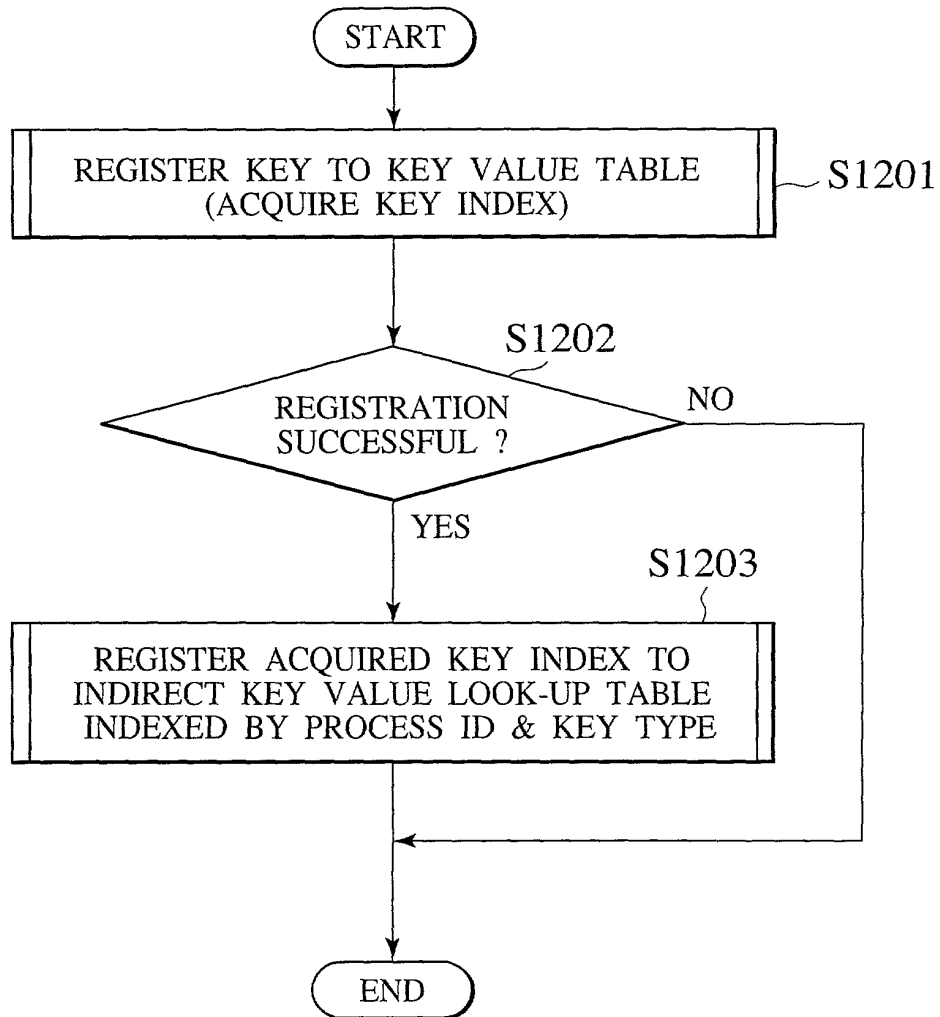 START
REGISTER KEY TO KEY VALUE TABLE
(ACQUIRE KEY INDEX)
S1201
S1202
REGISTRATION
SUCCESSFUL ?
NO
YES
S1203
REGISTER ACQUIRED KEY INDEX TO
INDIRECT KEY VALUE LOOK-UP TABLE
INDEXED BY PROCESS ID & KEY TYPE
END